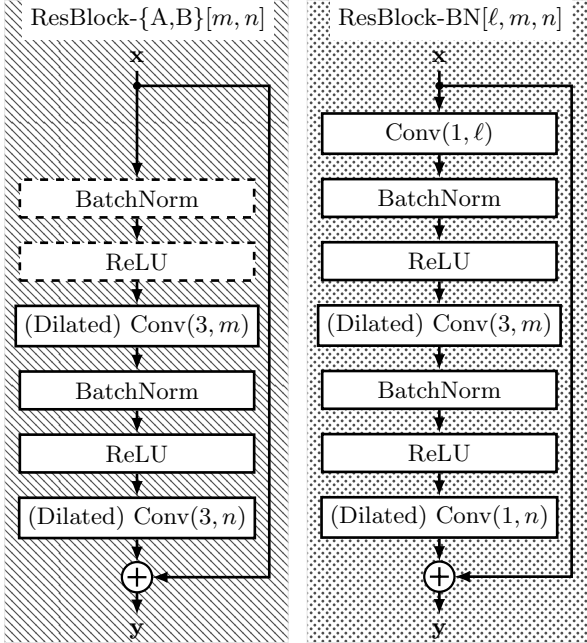 ResBlock-{A,B}[m, n]
x
BatchNorm
ReLU
(Dilated) Conv(3, m)
BatchNorm
ReLU
(Dilated) Conv(3, n)
+
y
ResBlock-BN[ℓ, m, n]
x
Conv(1, ℓ)
BatchNorm
ReLU
(Dilated) Conv(3, m)
BatchNorm
ReLU
(Dilated) Conv(1, n)
+
y